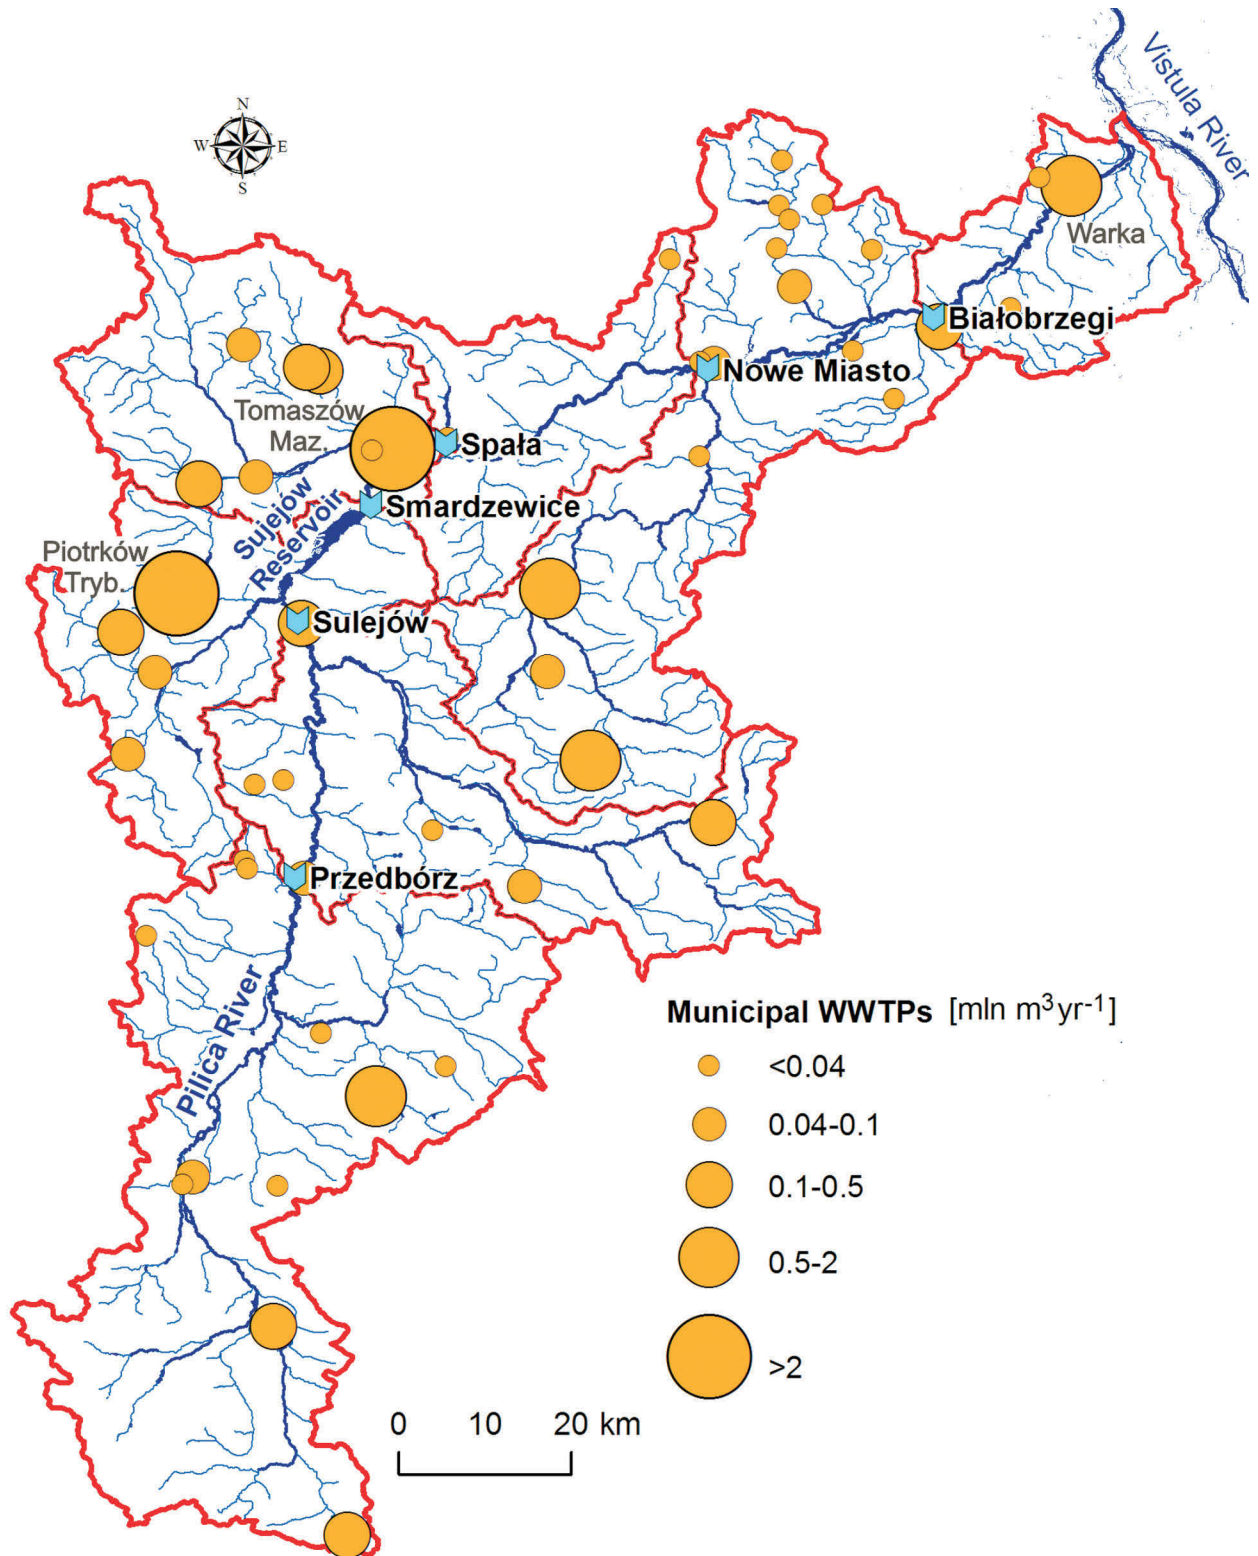 N
W E
S
Vistula River
Warka
Białobrzegi
Nowe Miasto
Tomaszów
Maz.
Spała
Smardzewice
Sujejów
Reservoir
Piotrków
Tryb.
Sulejów
Przedbórz
Pilica River
Municipal WWTPs [mln m³yr⁻¹]
<0.04
0.04-0.1
0.1-0.5
0.5-2
>2
0 10 20 km